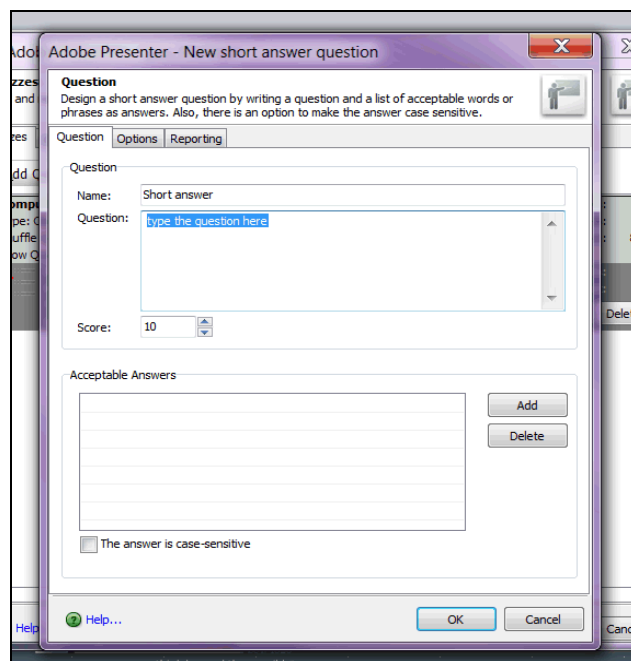 Adobe Presenter - New short answer question
Question
Design a short answer question by writing a question and a list of acceptable words or
phrases as answers. Also, there is an option to make the answer case sensitive.
Question Options Reporting
Question
Name: Short answer
Question: type the question here
Score: 10
Acceptable Answers
Add
Delete
The answer is case-sensitive
Help...
OK Cancel
Help